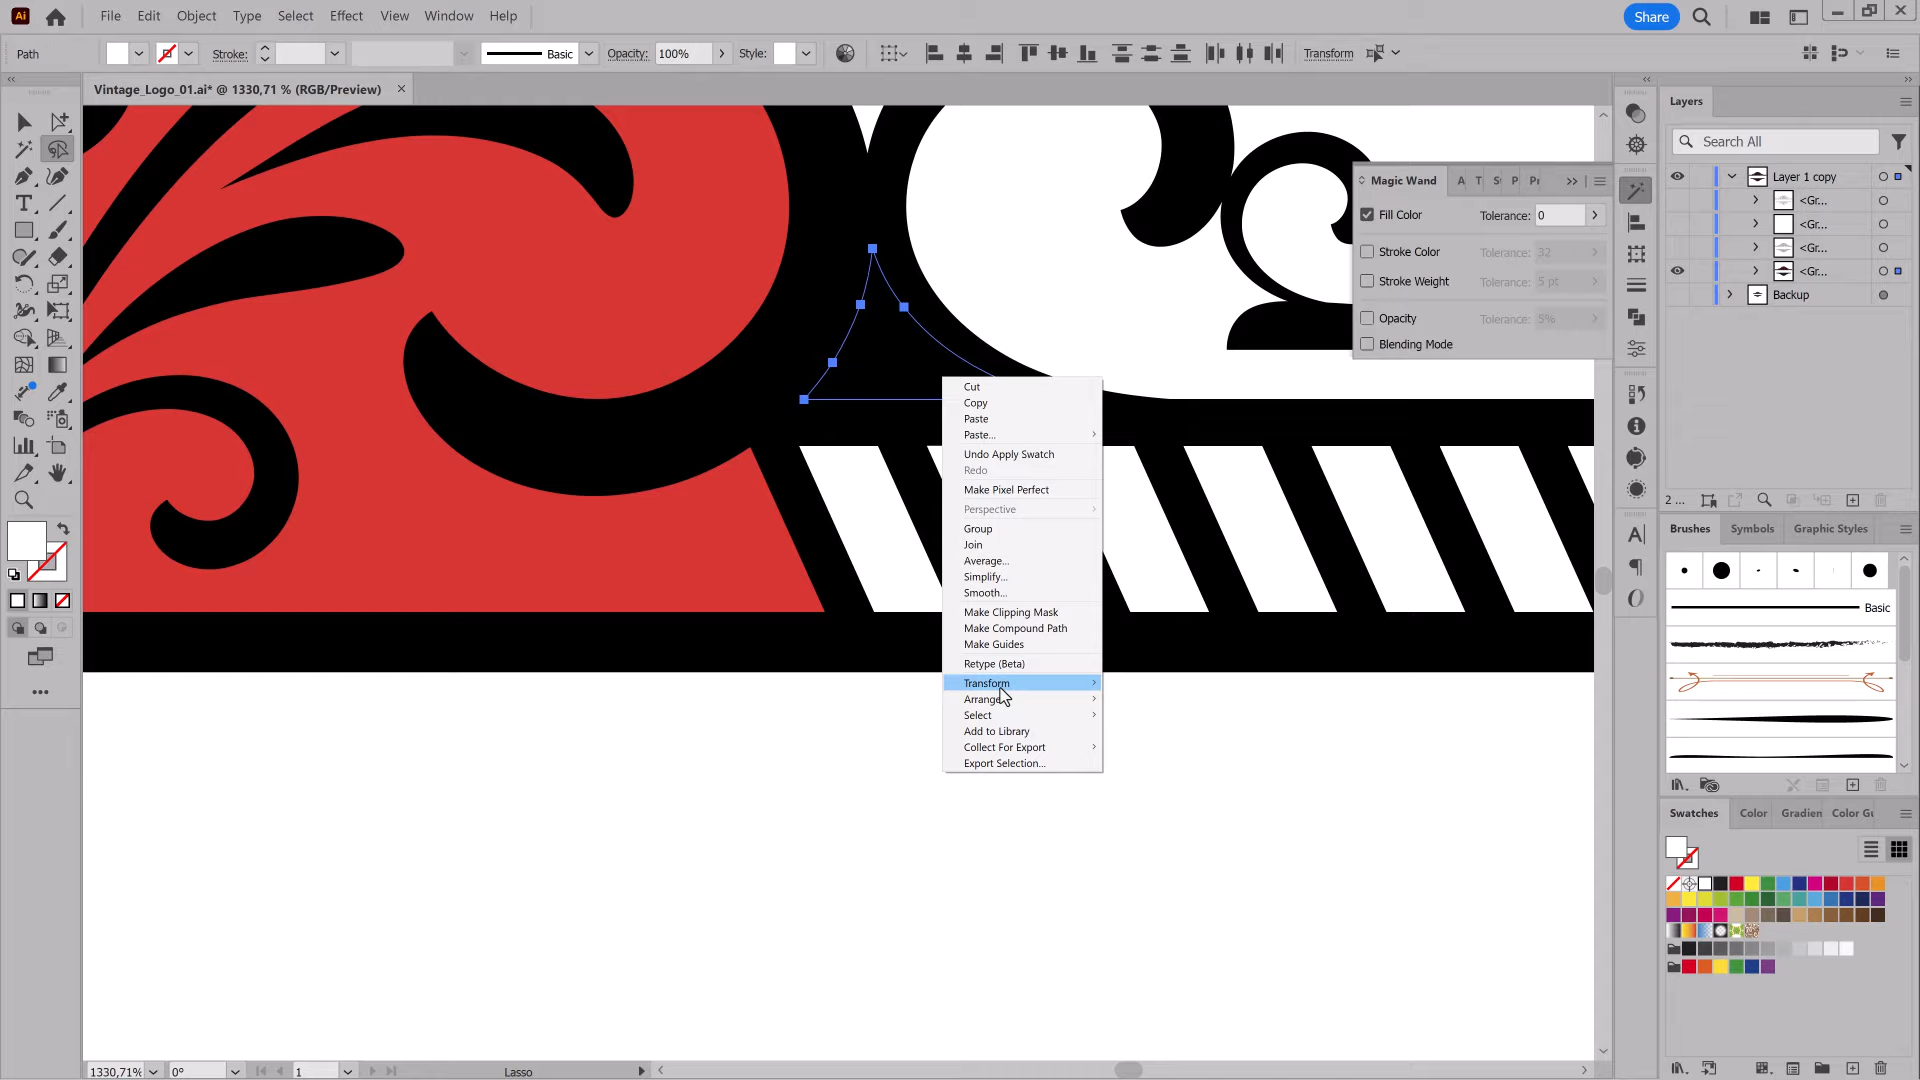 Ai File Edit Object Type Select Effect View Window Help Share
Path Stroke: Basic Opacity: 100% Style: Transform
Vintage_Logo_01.ai* @ 1330,71 % (RGB/Preview)
Layers
Search All
Layer 1 copy
<Gr...
<Gr...
<Gr...
<Gr...
Backup
2 ...
Magic Wand A T S P Pr
Fill Color Tolerance: 0
Stroke Color Tolerance: 32
Stroke Weight Tolerance: 5 pt
Opacity Tolerance: 5%
Blending Mode
Cut
Copy
Paste
Paste...
Undo Apply Swatch
Redo
Make Pixel Perfect
Perspective
Group
Join
Average...
Simplify...
Smooth...
Make Clipping Mask
Make Compound Path
Make Guides
Retype (Beta)
Transform
Arrange
Select
Add to Library
Collect For Export
Export Selection...
Brushes Symbols Graphic Styles
Basic
Swatches Color Gradien Color Gu
1330,71% 0° 1 Lasso